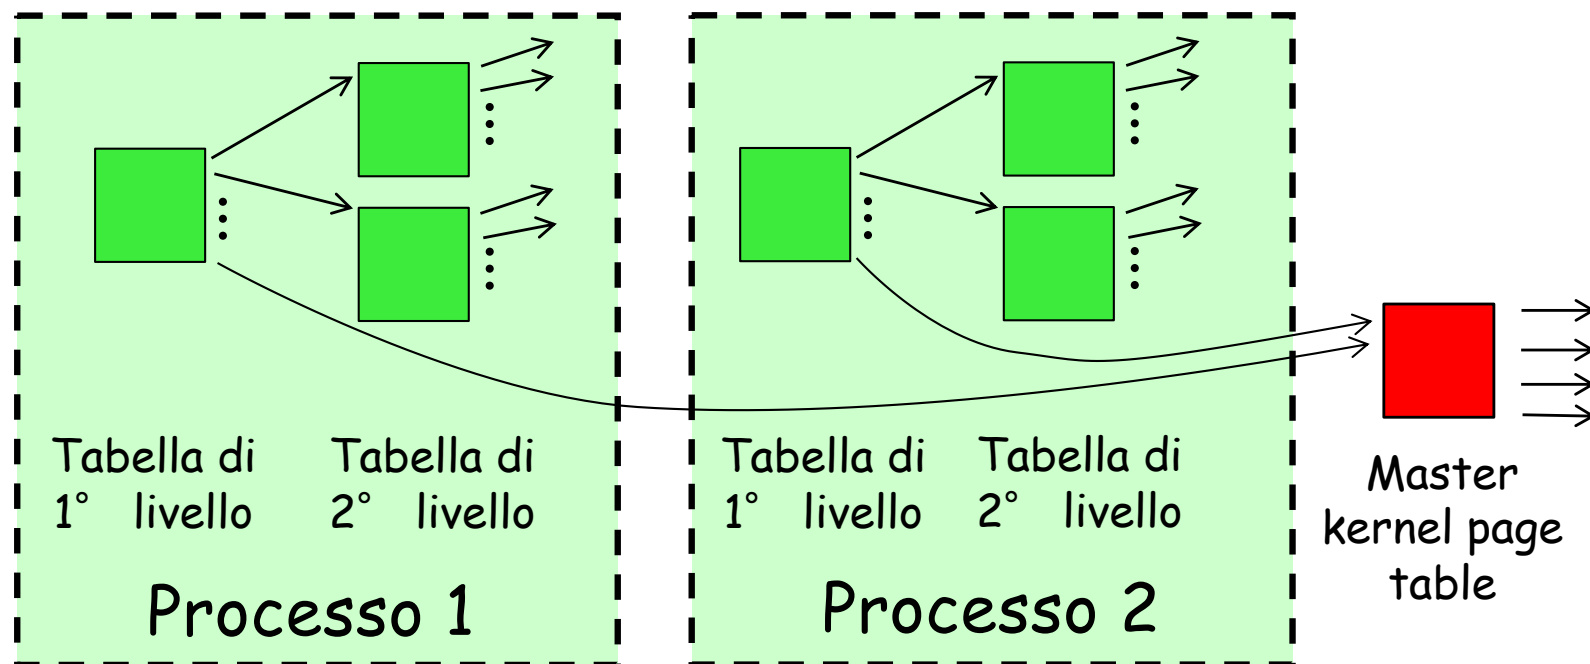 Tabella di
1° livello
Tabella di
2° livello
Processo 1
Tabella di
1° livello
Tabella di
2° livello
Processo 2
Master
kernel page
table